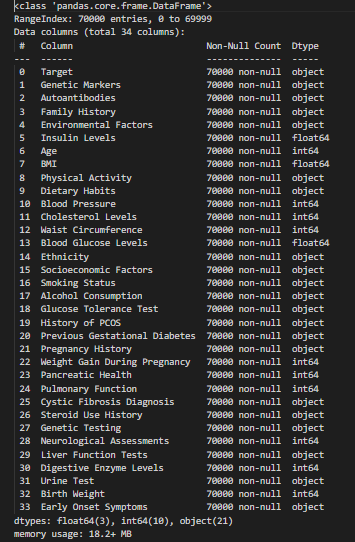 <class 'pandas.core.frame.DataFrame'>
RangeIndex: 70000 entries, 0 to 69999
Data columns (total 34 columns):
 #   Column                         Non-Null Count  Dtype
---  ------                         --------------  -----
 0   Target                         70000 non-null  object
 1   Genetic Markers                70000 non-null  object
 2   Autoantibodies                 70000 non-null  object
 3   Family History                 70000 non-null  object
 4   Environmental Factors          70000 non-null  object
 5   Insulin Levels                 70000 non-null  float64
 6   Age                            70000 non-null  int64
 7   BMI                            70000 non-null  float64
 8   Physical Activity              70000 non-null  object
 9   Dietary Habits                 70000 non-null  object
 10  Blood Pressure                 70000 non-null  int64
 11  Cholesterol Levels             70000 non-null  int64
 12  Waist Circumference            70000 non-null  int64
 13  Blood Glucose Levels           70000 non-null  float64
 14  Ethnicity                      70000 non-null  object
 15  Socioeconomic Factors          70000 non-null  object
 16  Smoking Status                 70000 non-null  object
 17  Alcohol Consumption            70000 non-null  object
 18  Glucose Tolerance Test         70000 non-null  object
 19  History of PCOS                70000 non-null  object
 20  Previous Gestational Diabetes  70000 non-null  object
 21  Pregnancy History              70000 non-null  object
 22  Weight Gain During Pregnancy   70000 non-null  int64
 23  Pancreatic Health              70000 non-null  int64
 24  Pulmonary Function             70000 non-null  int64
 25  Cystic Fibrosis Diagnosis      70000 non-null  object
 26  Steroid Use History            70000 non-null  object
 27  Genetic Testing                70000 non-null  object
 28  Neurological Assessments       70000 non-null  int64
 29  Liver Function Tests           70000 non-null  object
 30  Digestive Enzyme Levels        70000 non-null  int64
 31  Urine Test                     70000 non-null  object
 32  Birth Weight                   70000 non-null  int64
 33  Early Onset Symptoms           70000 non-null  object
dtypes: float64(3), int64(10), object(21)
memory usage: 18.2+ MB